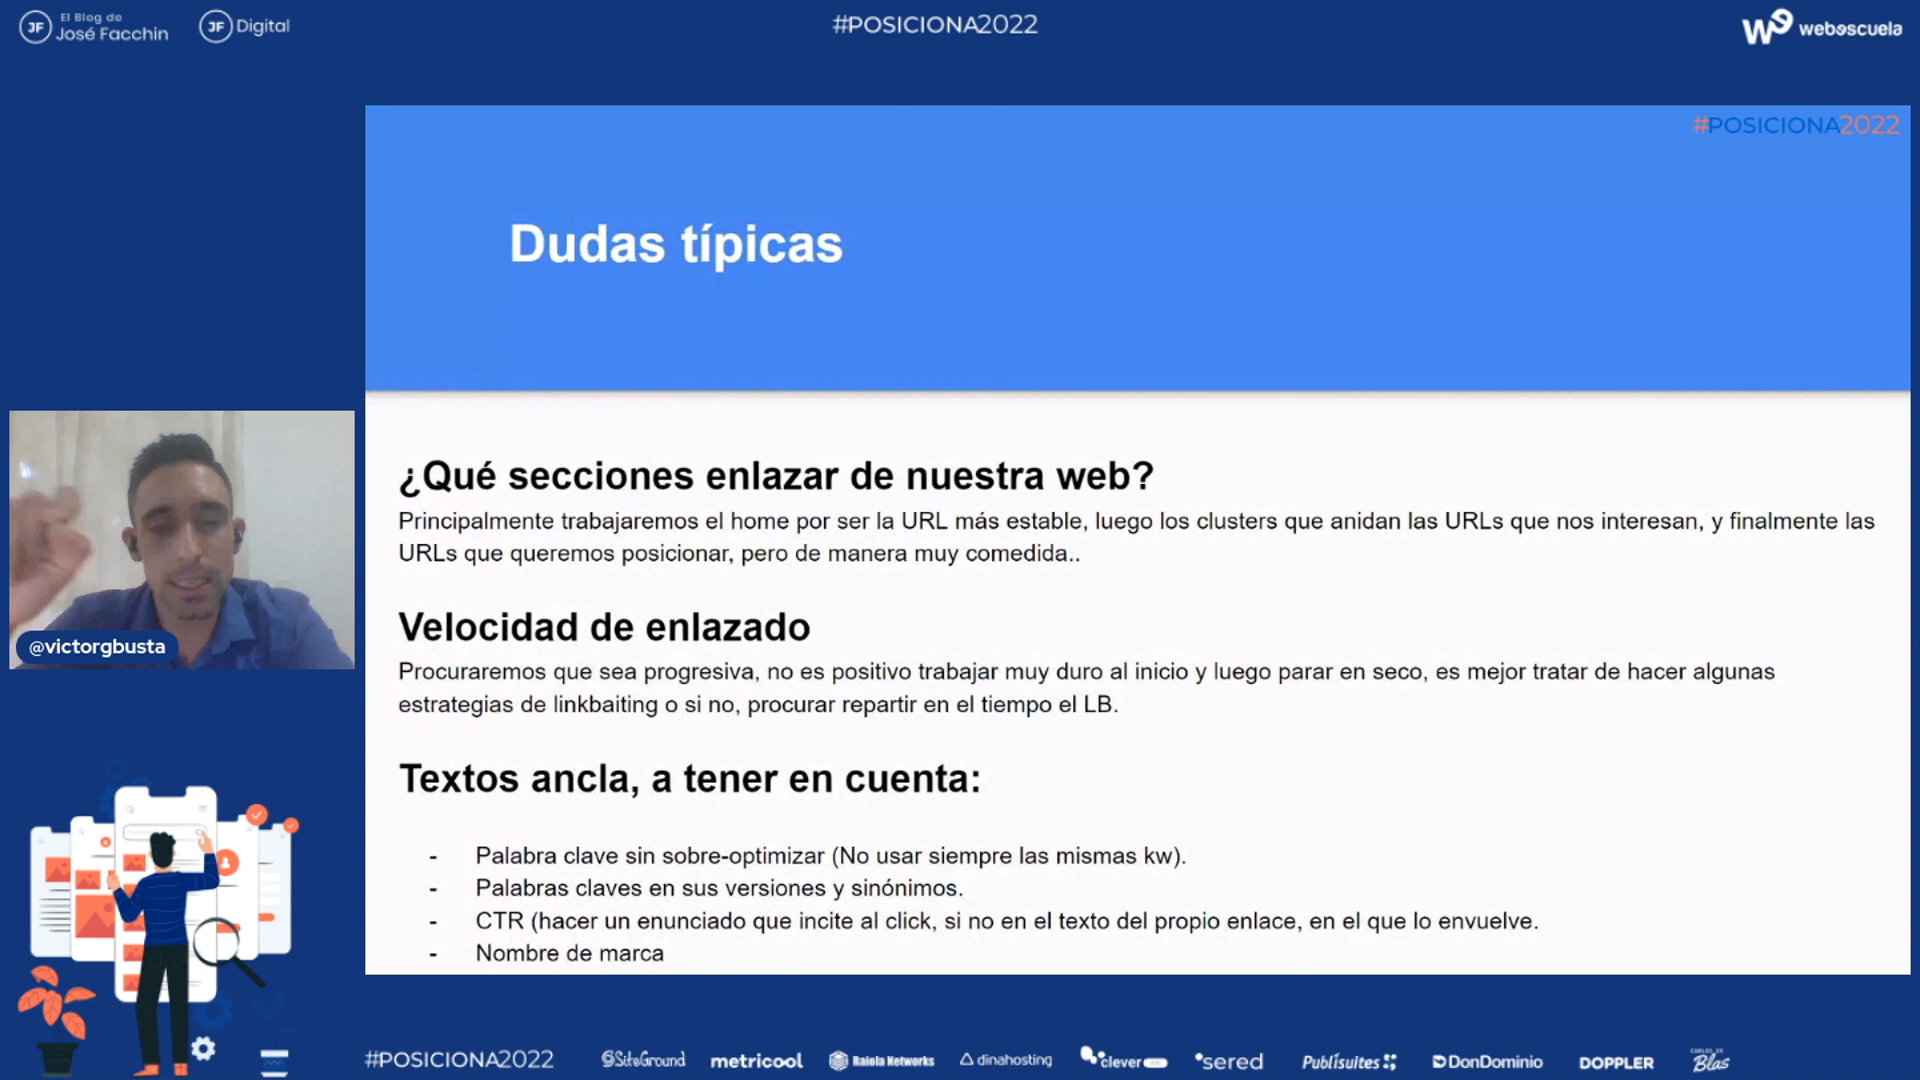 JF El Blog de
José Facchin
JF Digital
#POSICIONA2022
We webescuela
#POSICIONA2022
Dudas típicas
¿Qué secciones enlazar de nuestra web?
Principalmente trabajaremos el home por ser la URL más estable, luego los clusters que anidan las URLs que nos interesan, y finalmente las
URLs que queremos posicionar, pero de manera muy comedida..
Velocidad de enlazado
Procuraremos que sea progresiva, no es positivo trabajar muy duro al inicio y luego parar en seco, es mejor tratar de hacer algunas
estrategias de linkbaiting o si no, procurar repartir en el tiempo el LB.
Textos ancla, a tener en cuenta:
- Palabra clave sin sobre-optimizar (No usar siempre las mismas kw).
- Palabras claves en sus versiones y sinónimos.
- CTR (hacer un enunciado que incite al click, si no en el texto del propio enlace, en el que lo envuelve.
- Nombre de marca
@victorgbusta
#POSICIONA2022 SiteGround metricool Raiola Networks dinahosting clever sered Publisuites DonDominio DOPPLER Blas